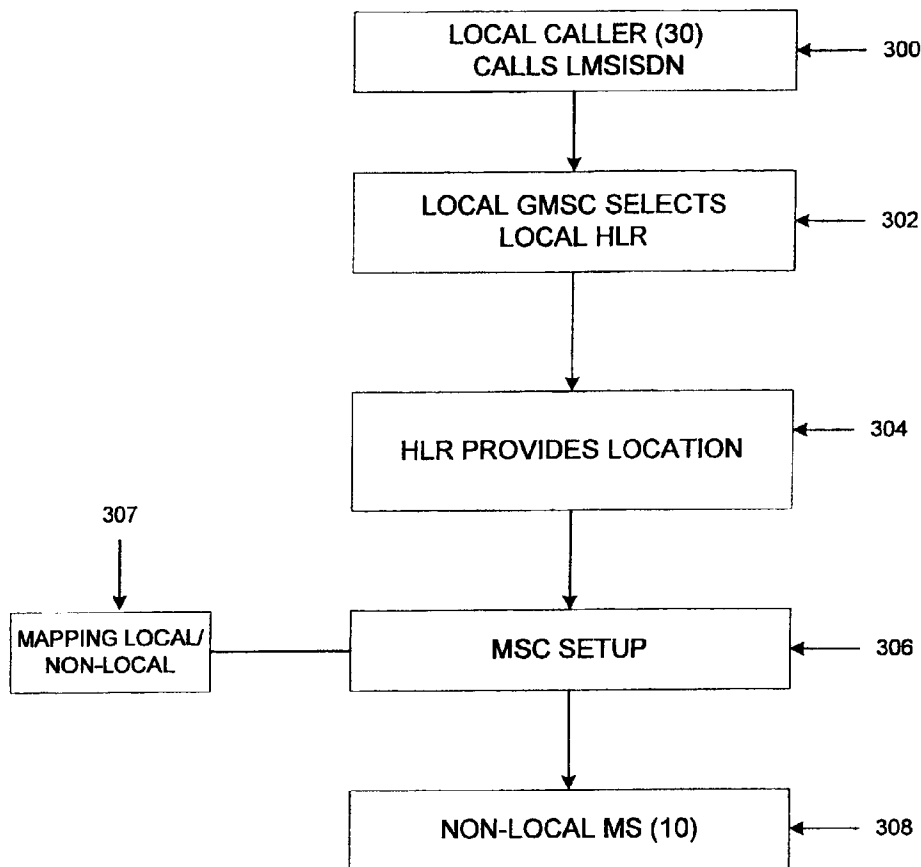 LOCAL CALLER (30)
CALLS LMSISDN
300
LOCAL GMSC SELECTS
LOCAL HLR
302
HLR PROVIDES LOCATION
304
307
MAPPING LOCAL/
NON-LOCAL
MSC SETUP
306
NON-LOCAL MS (10)
308